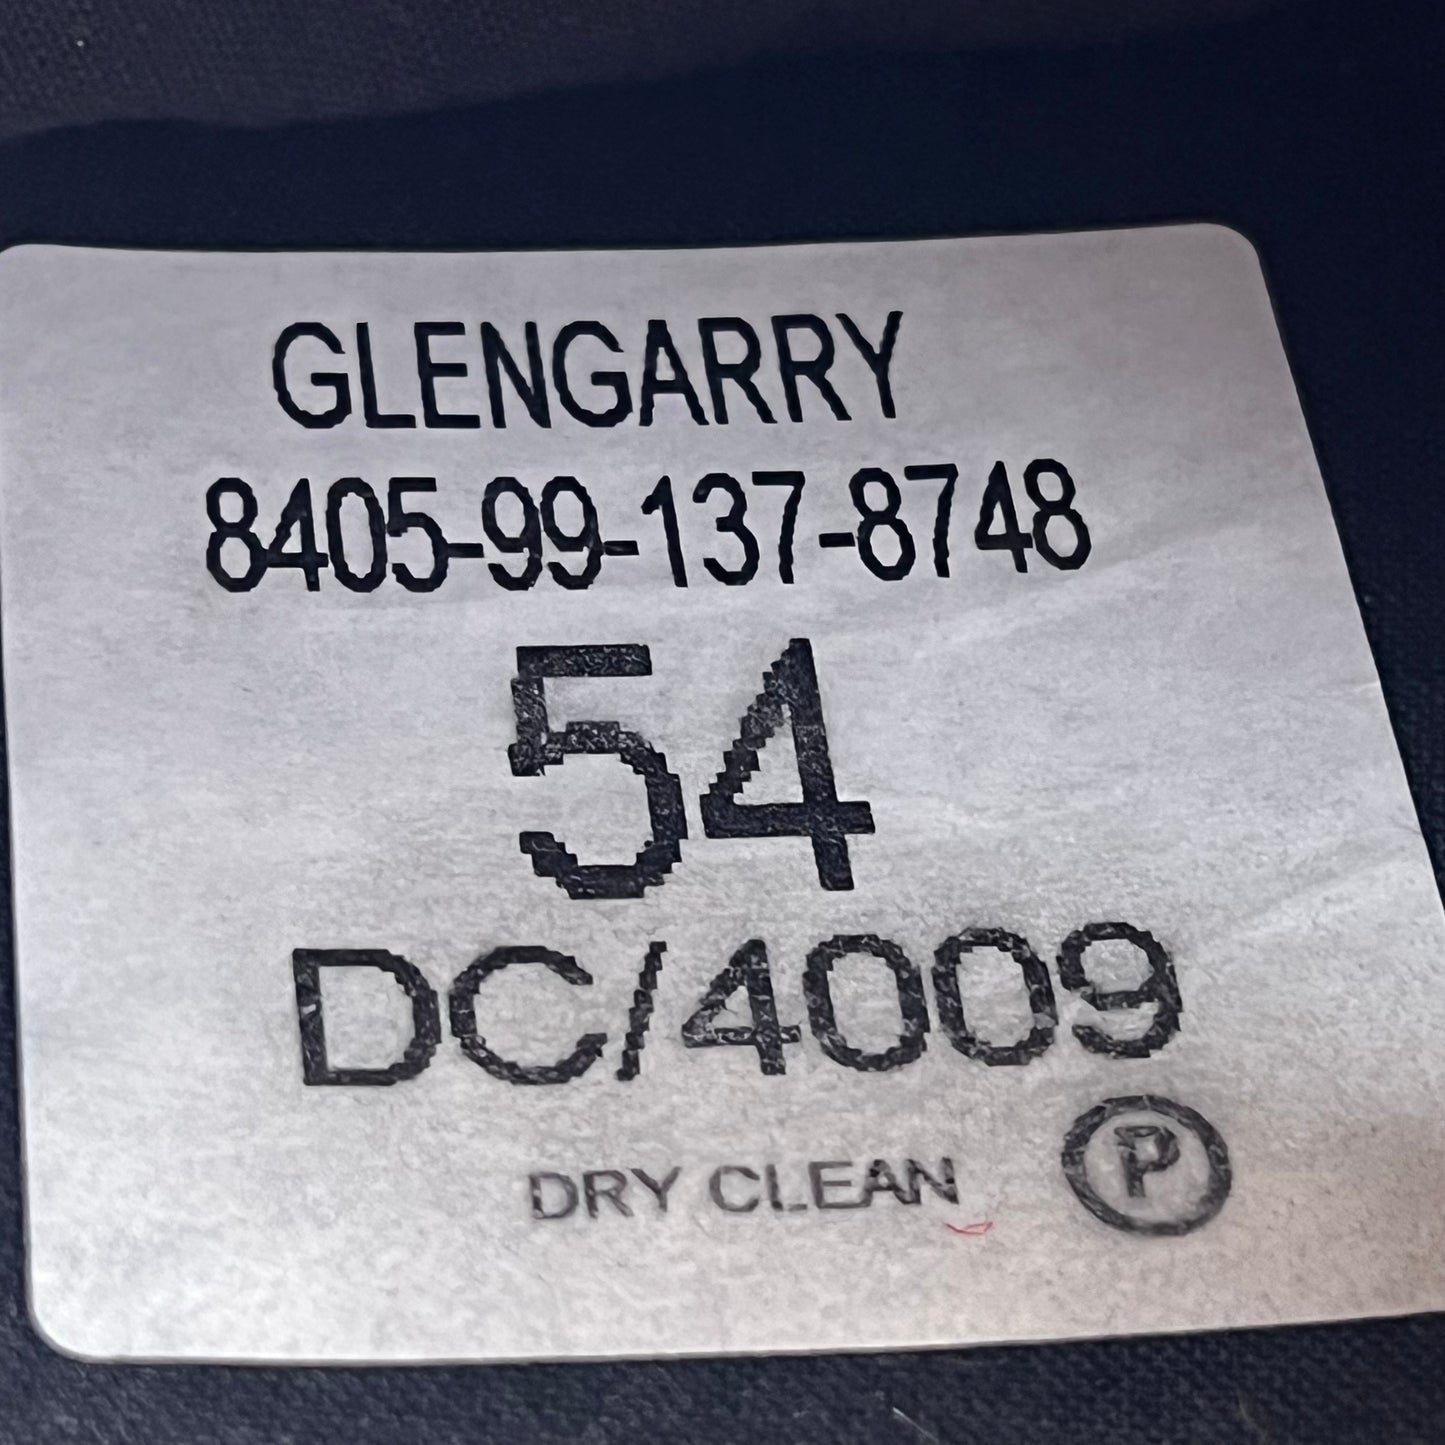 GLENGARRY
8405-99-137-8748
54
DC/4009
DRY CLEAN P